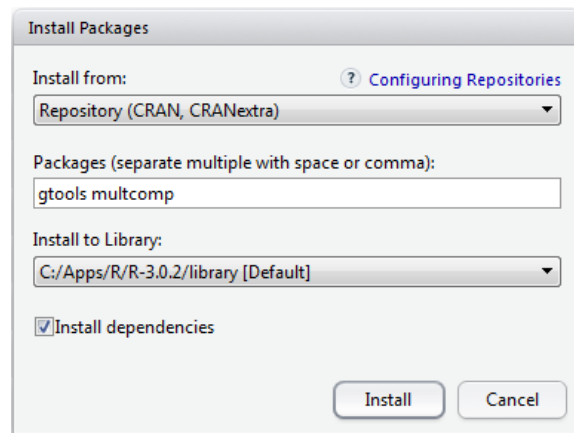 Install Packages
Install from:
? Configuring Repositories
Repository (CRAN, CRANextra)
Packages (separate multiple with space or comma):
gtools multcomp
Install to Library:
C:/Apps/R/R-3.0.2/library [Default]
Install dependencies
Install
Cancel